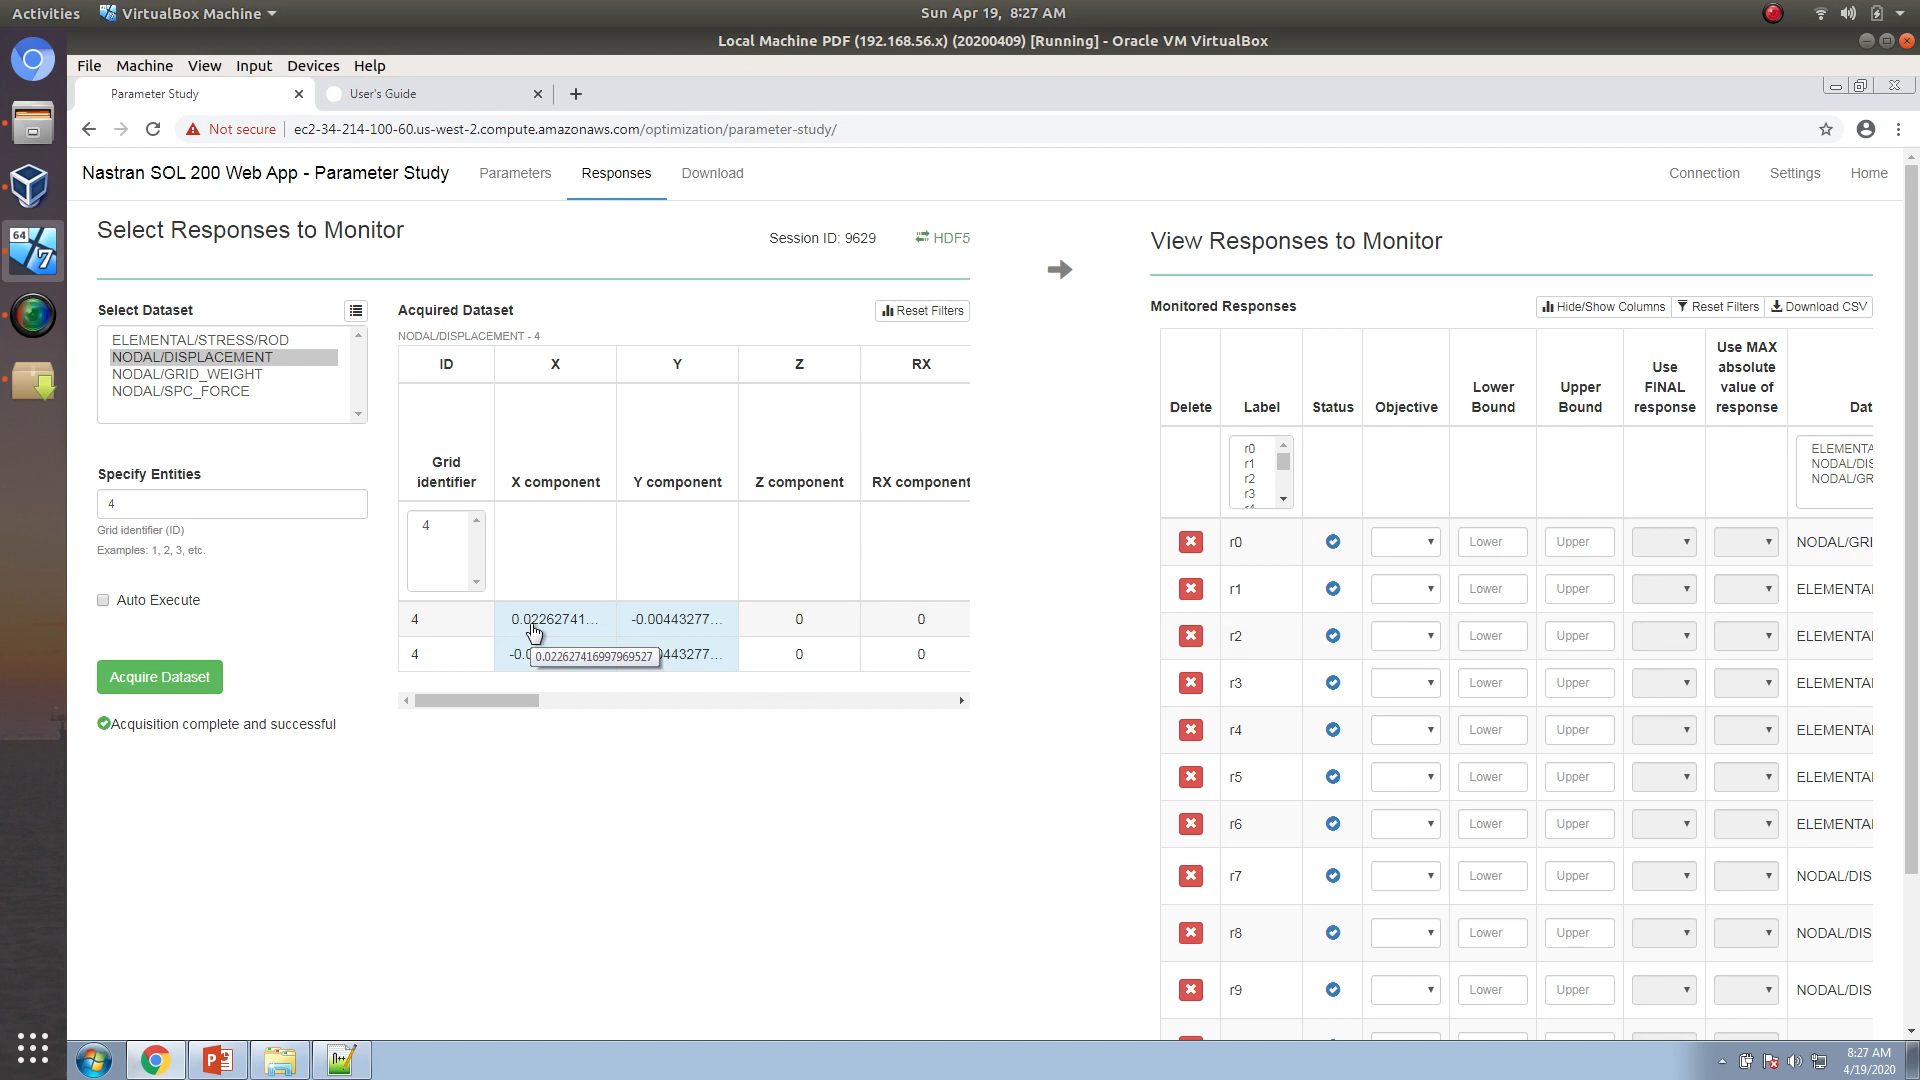 Activities VirtualBox Machine Sun Apr 19, 8:27 AM
Local Machine PDF (192.168.56.x) (20200409) [Running] - Oracle VM VirtualBox
File Machine View Input Devices Help
Parameter Study User's Guide
Not secure ec2-34-214-100-60.us-west-2.compute.amazonaws.com/optimization/parameter-study/
Nastran SOL 200 Web App - Parameter Study Parameters Responses Download Connection Settings Home
Select Responses to Monitor
Session ID: 9629 HDF5
View Responses to Monitor
Select Dataset
ELEMENTAL/STRESS/ROD
NODAL/DISPLACEMENT
NODAL/GRID_WEIGHT
NODAL/SPC_FORCE
Specify Entities
4
Grid identifier (ID)
Examples: 1, 2, 3, etc.
Auto Execute
Acquire Dataset
Acquisition complete and successful
Acquired Dataset Reset Filters
NODAL/DISPLACEMENT - 4
ID X Y Z RX
Grid identifier X component Y component Z component RX component
4
4 0.02262741... -0.00443277... 0 0
4 -0.0 0443277... 0 0
0.022627416997969527
Monitored Responses Hide/Show Columns Reset Filters Download CSV
Delete Label Status Objective Lower Bound Upper Bound Use FINAL response Use MAX absolute value of response Dat
r0
r1
r2
r3
r4
ELEMENTA
NODAL/DIS
NODAL/GR
r0 Lower Upper NODAL/GRI
r1 Lower Upper ELEMENTAI
r2 Lower Upper ELEMENTAI
r3 Lower Upper ELEMENTAI
r4 Lower Upper ELEMENTAI
r5 Lower Upper ELEMENTAI
r6 Lower Upper ELEMENTAI
r7 Lower Upper NODAL/DIS
r8 Lower Upper NODAL/DIS
r9 Lower Upper NODAL/DIS
64
7
8:27 AM
4/19/2020